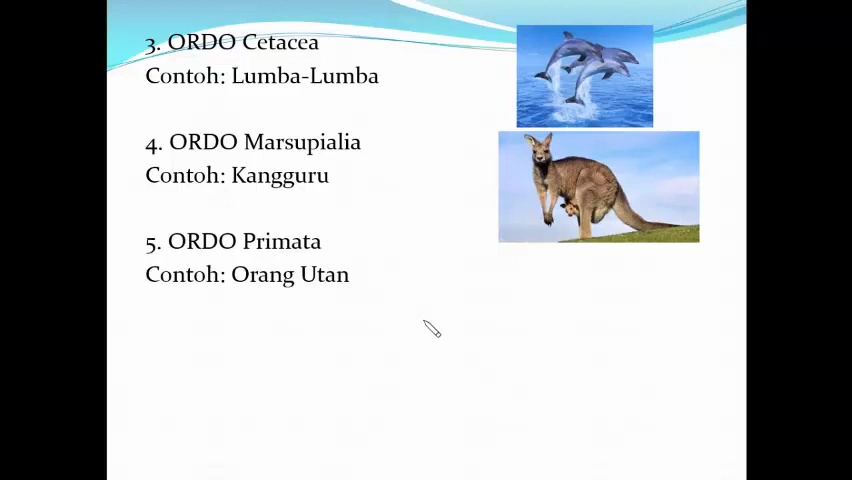 3. ORDO Cetacea
Contoh: Lumba-Lumba
4. ORDO Marsupialia
Contoh: Kangguru
5. ORDO Primata
Contoh: Orang Utan